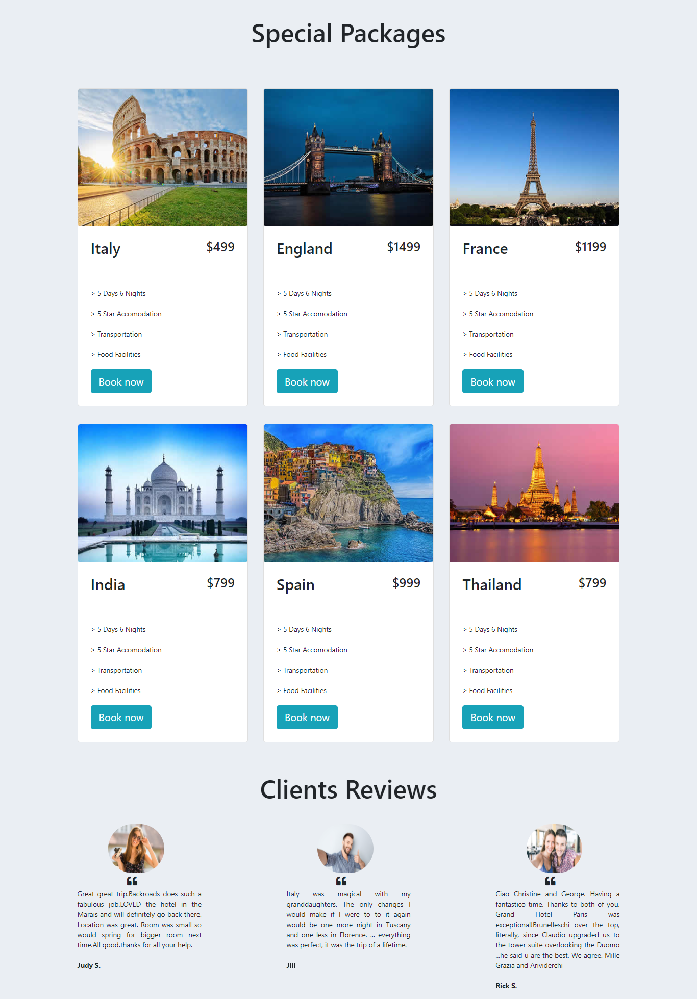 Special Packages
Italy $499
> 5 Days 6 Nights
> 5 Star Accomodation
> Transportation
> Food Facilities
Book now
England $1499
> 5 Days 6 Nights
> 5 Star Accomodation
> Transportation
> Food Facilities
Book now
France $1199
> 5 Days 6 Nights
> 5 Star Accomodation
> Transportation
> Food Facilities
Book now
India $799
> 5 Days 6 Nights
> 5 Star Accomodation
> Transportation
> Food Facilities
Book now
Spain $999
> 5 Days 6 Nights
> 5 Star Accomodation
> Transportation
> Food Facilities
Book now
Thailand $799
> 5 Days 6 Nights
> 5 Star Accomodation
> Transportation
> Food Facilities
Book now
Clients Reviews
Great great trip.Backroads does such a
fabulous job.LOVED the hotel in the
Marais and will definitely go back there.
Location was great. Room was small so
would spring for bigger room next
time.All good.thanks for all your help.
Judy S.
Italy was magical with my
granddaughters. The only changes I
would make if I were to to it again
would be one more night in Tuscany
and one less in Florence. ... everything
was perfect, it was the trip of a lifetime.
Jill
Ciao Christine and George. Having a
fantastico time. Thanks to both of you.
Grand Hotel Paris was
exceptional!Brunelleschi over the top,
literally, since Claudio upgraded us to
the tower suite overlooking the Duomo
...he said u are the best. We agree. Mille
Grazia and Arividerchi
Rick S.